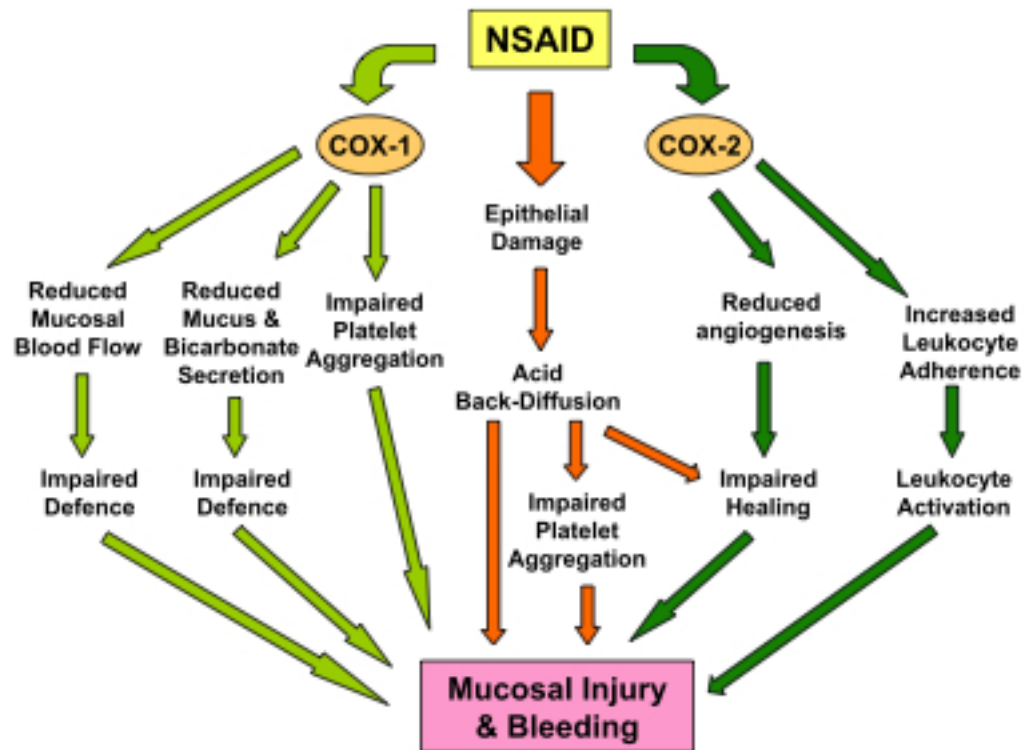 NSAID
COX-1
COX-2
Epithelial
Damage
Reduced
Mucosal
Blood Flow
Reduced
Mucus &
Bicarbonate
Secretion
Impaired
Platelet
Aggregation
Acid
Back-Diffusion
Reduced
angiogenesis
Increased
Leukocyte
Adherence
Impaired
Defence
Impaired
Defence
Impaired
Platelet
Aggregation
Impaired
Healing
Leukocyte
Activation
Mucosal Injury
& Bleeding